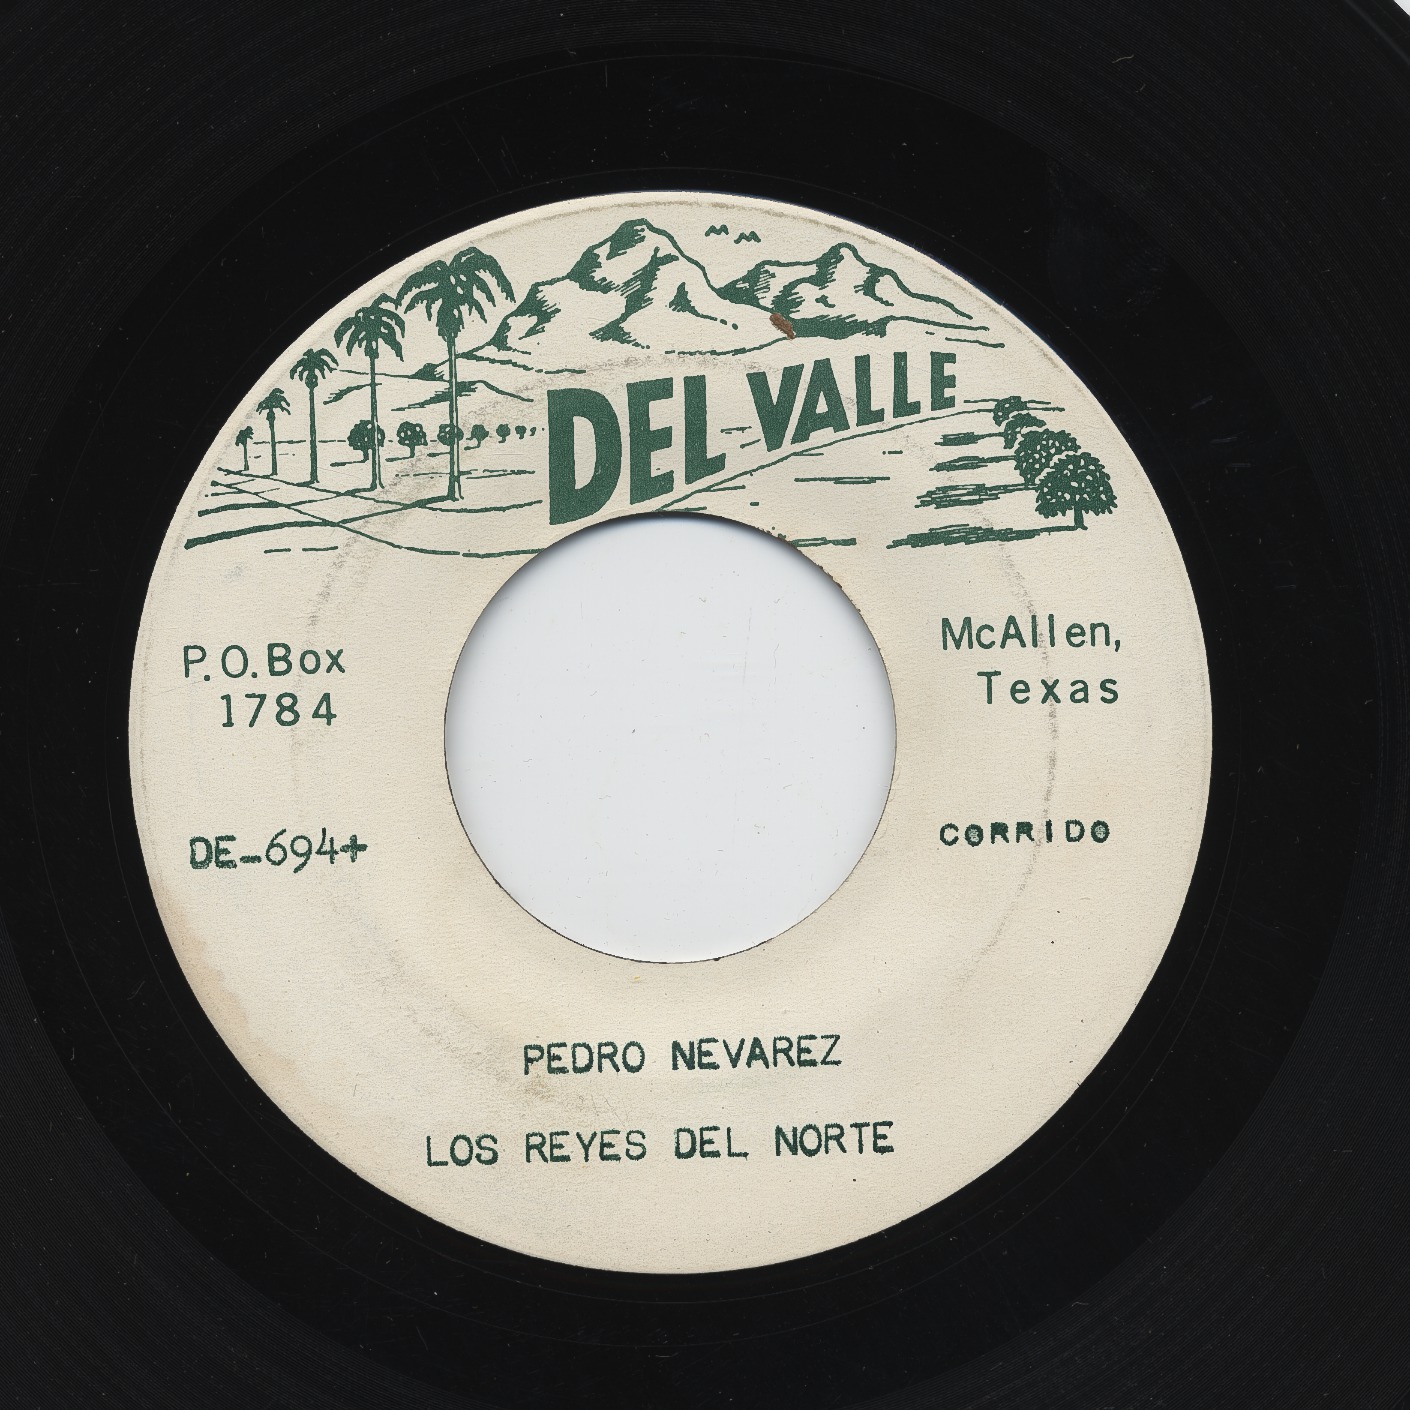 DEL VALLE
P.O. Box
1784
McAllen,
Texas
DE-694+
CORRIDO
PEDRO NEVAREZ
LOS REYES DEL NORTE